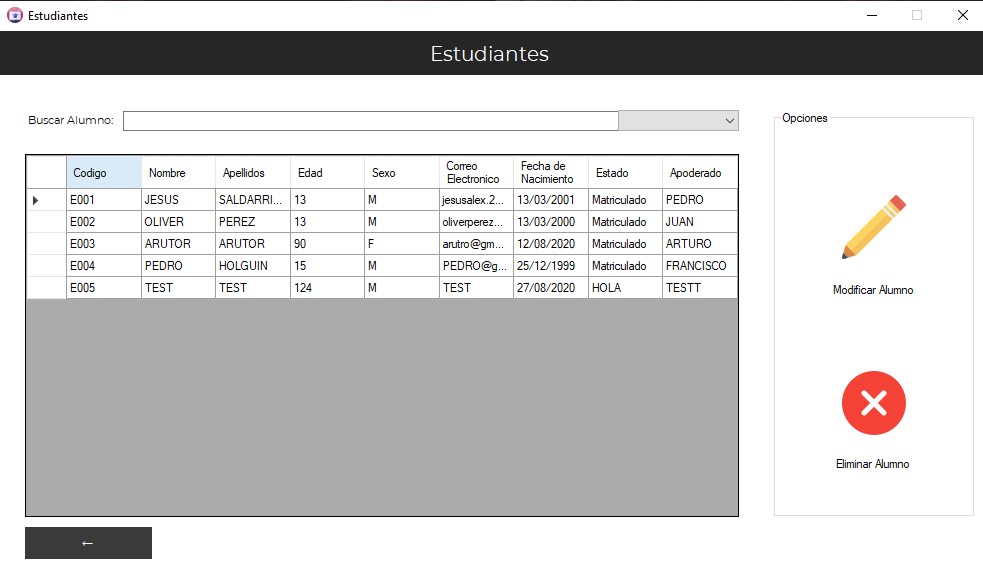 Estudiantes
Estudiantes
Buscar Alumno:
Opciones
Codigo Nombre Apellidos Edad Sexo Correo Electronico Fecha de Nacimiento Estado Apoderado
E001 JESUS SALDARRI... 13 M jesusalex.2... 13/03/2001 Matriculado PEDRO
E002 OLIVER PEREZ 13 M oliverperez... 13/03/2000 Matriculado JUAN
E003 ARUTOR ARUTOR 90 F arutro@gm... 12/08/2020 Matriculado ARTURO
E004 PEDRO HOLGUIN 15 M PEDRO@g... 25/12/1999 Matriculado FRANCISCO
E005 TEST TEST 124 M TEST 27/08/2020 HOLA TESTT
Modificar Alumno
Eliminar Alumno
←